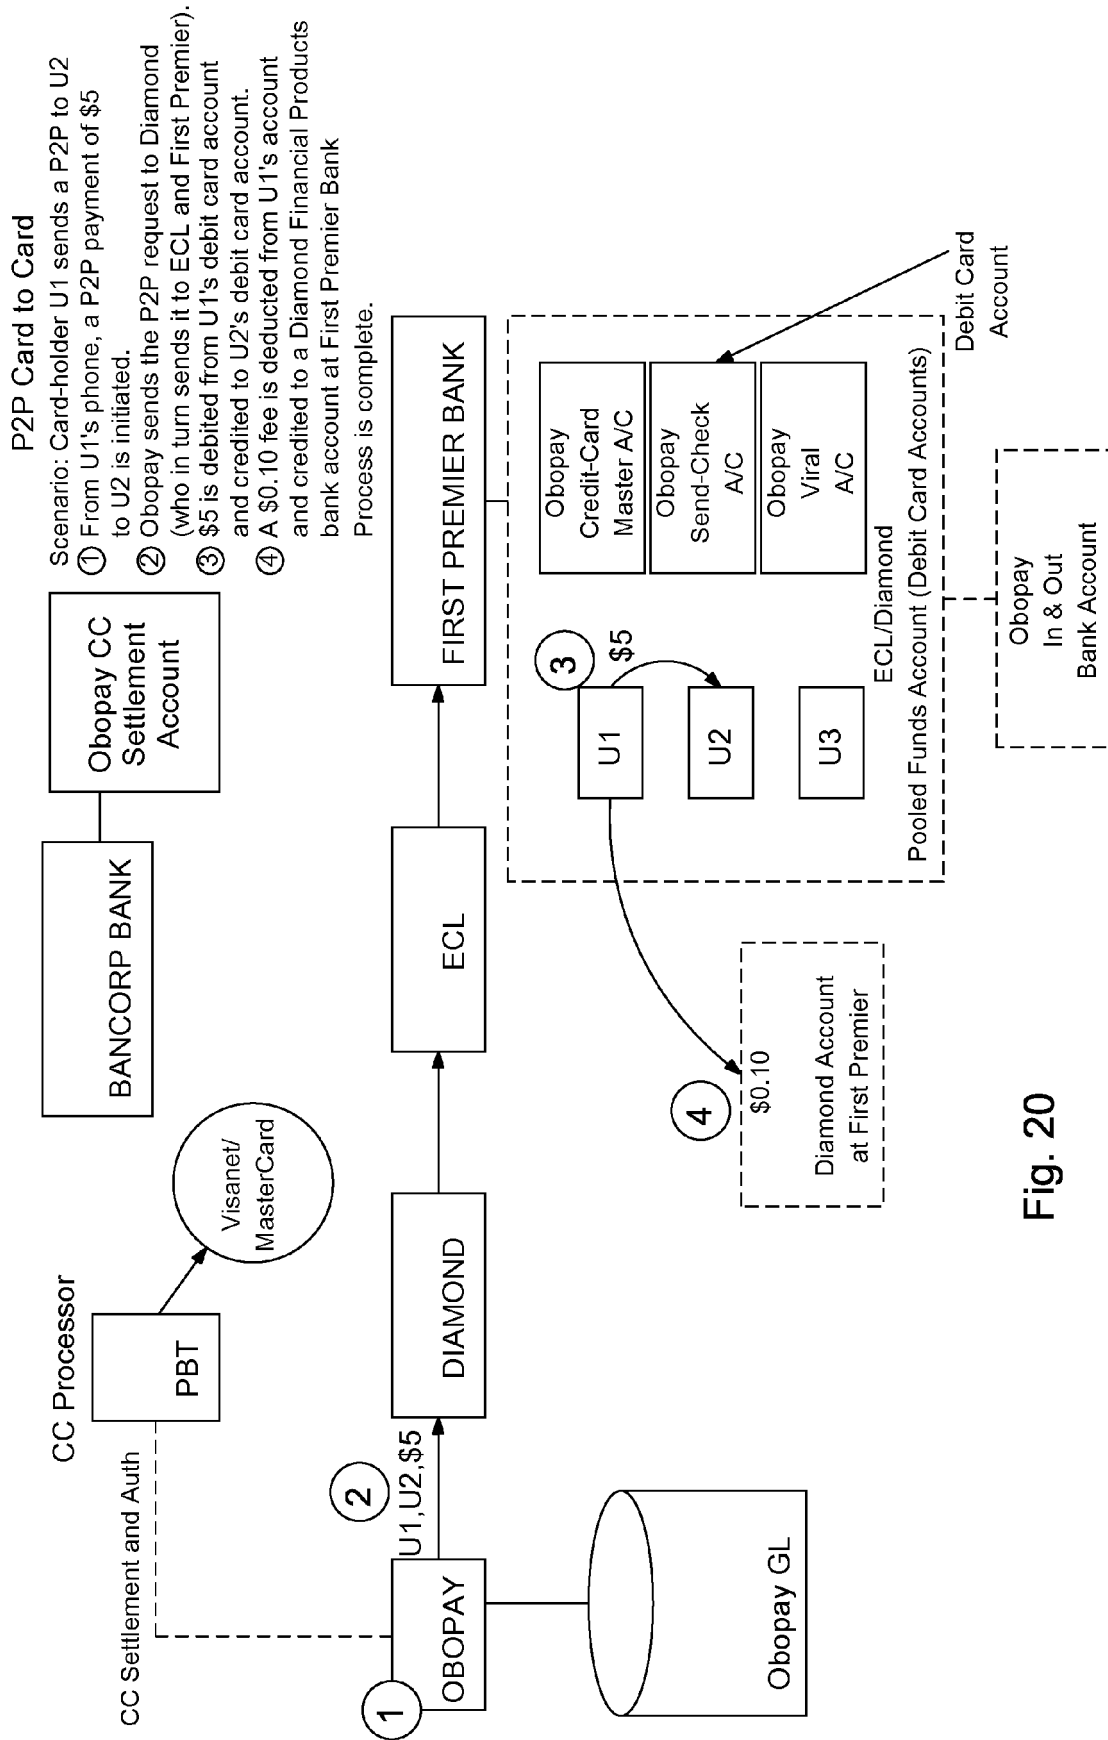 P2P Card to Card
Scenario: Card-holder U1 sends a P2P to U2
1 From U1's phone, a P2P payment of $5
to U2 is initiated.
2 Obopay sends the P2P request to Diamond
(who in turn sends it to ECL and First Premier).
3 $5 is debited from U1's debit card account
and credited to U2's debit card account.
4 A $0.10 fee is deducted from U1's account
and credited to a Diamond Financial Products
bank account at First Premier Bank
Process is complete.
CC Processor
PBT
Visanet/
MasterCard
CC Settlement and Auth
BANCORP BANK
Obopay CC
Settlement
Account
1
OBOPAY
2
U1,U2,$5
DIAMOND
ECL
FIRST PREMIER BANK
Obopay GL
4
$0.10
Diamond Account
at First Premier
3
$5
U1
U2
U3
Obopay
Credit-Card
Master A/C
Obopay
Send-Check
A/C
Obopay
Viral
A/C
ECL/Diamond
Pooled Funds Account (Debit Card Accounts)
Debit Card
Account
Obopay
In & Out
Bank Account
Fig. 20